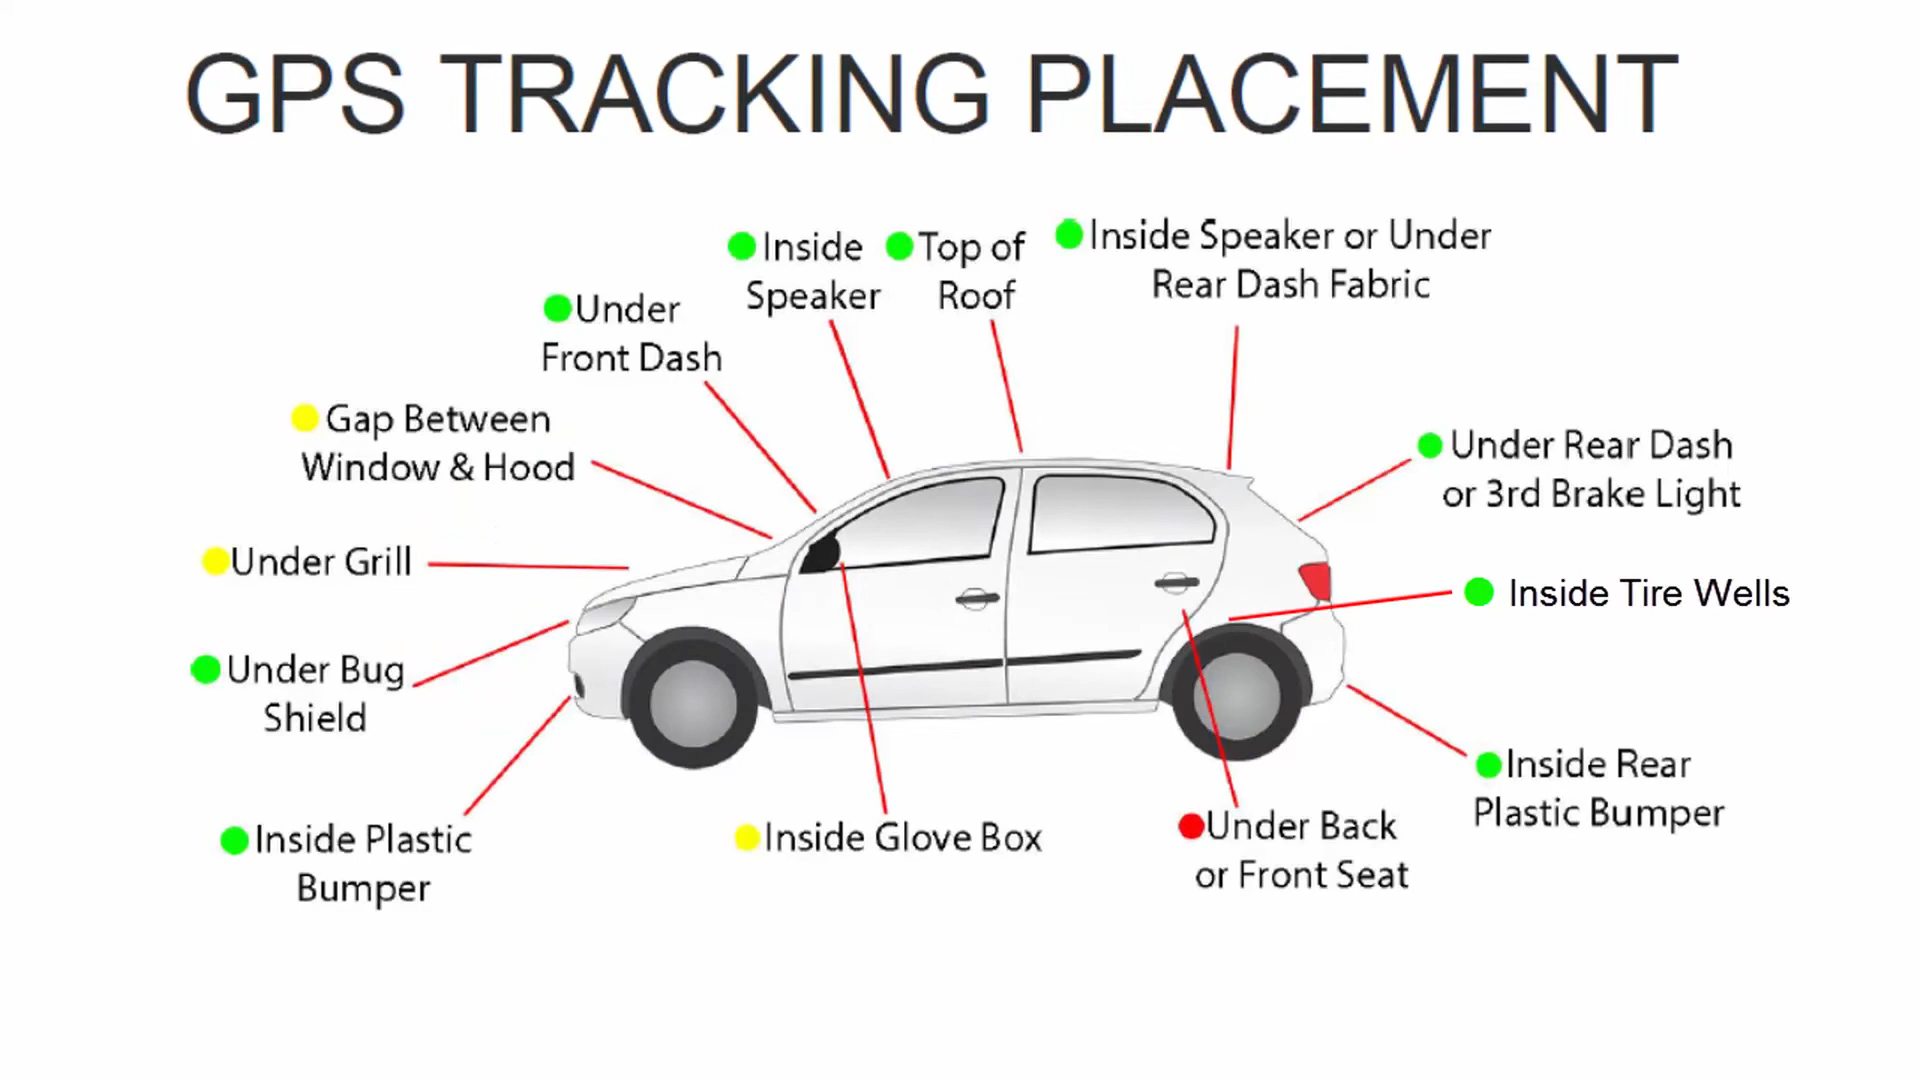 GPS TRACKING PLACEMENT
Inside
Speaker
Top of
Roof
Inside Speaker or Under
Rear Dash Fabric
Under
Front Dash
Gap Between
Window & Hood
Under Rear Dash
or 3rd Brake Light
Under Grill
Inside Tire Wells
Under Bug
Shield
Inside Rear
Plastic Bumper
Inside Plastic
Bumper
Inside Glove Box
Under Back
or Front Seat